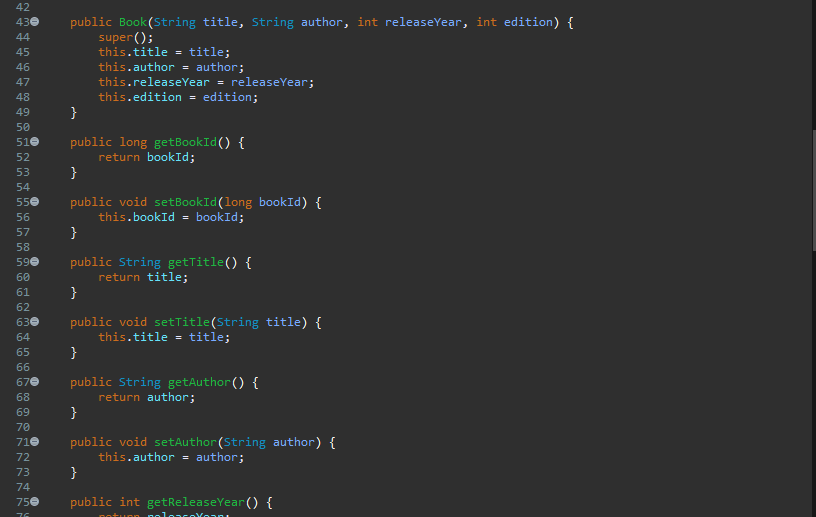 42
43 public Book(String title, String author, int releaseYear, int edition) {
44 super();
45 this.title = title;
46 this.author = author;
47 this.releaseYear = releaseYear;
48 this.edition = edition;
49 }
50
51 public long getBookId() {
52 return bookId;
53 }
54
55 public void setBookId(long bookId) {
56 this.bookId = bookId;
57 }
58
59 public String getTitle() {
60 return title;
61 }
62
63 public void setTitle(String title) {
64 this.title = title;
65 }
66
67 public String getAuthor() {
68 return author;
69 }
70
71 public void setAuthor(String author) {
72 this.author = author;
73 }
74
75 public int getReleaseYear() {
76 return releaseYear;